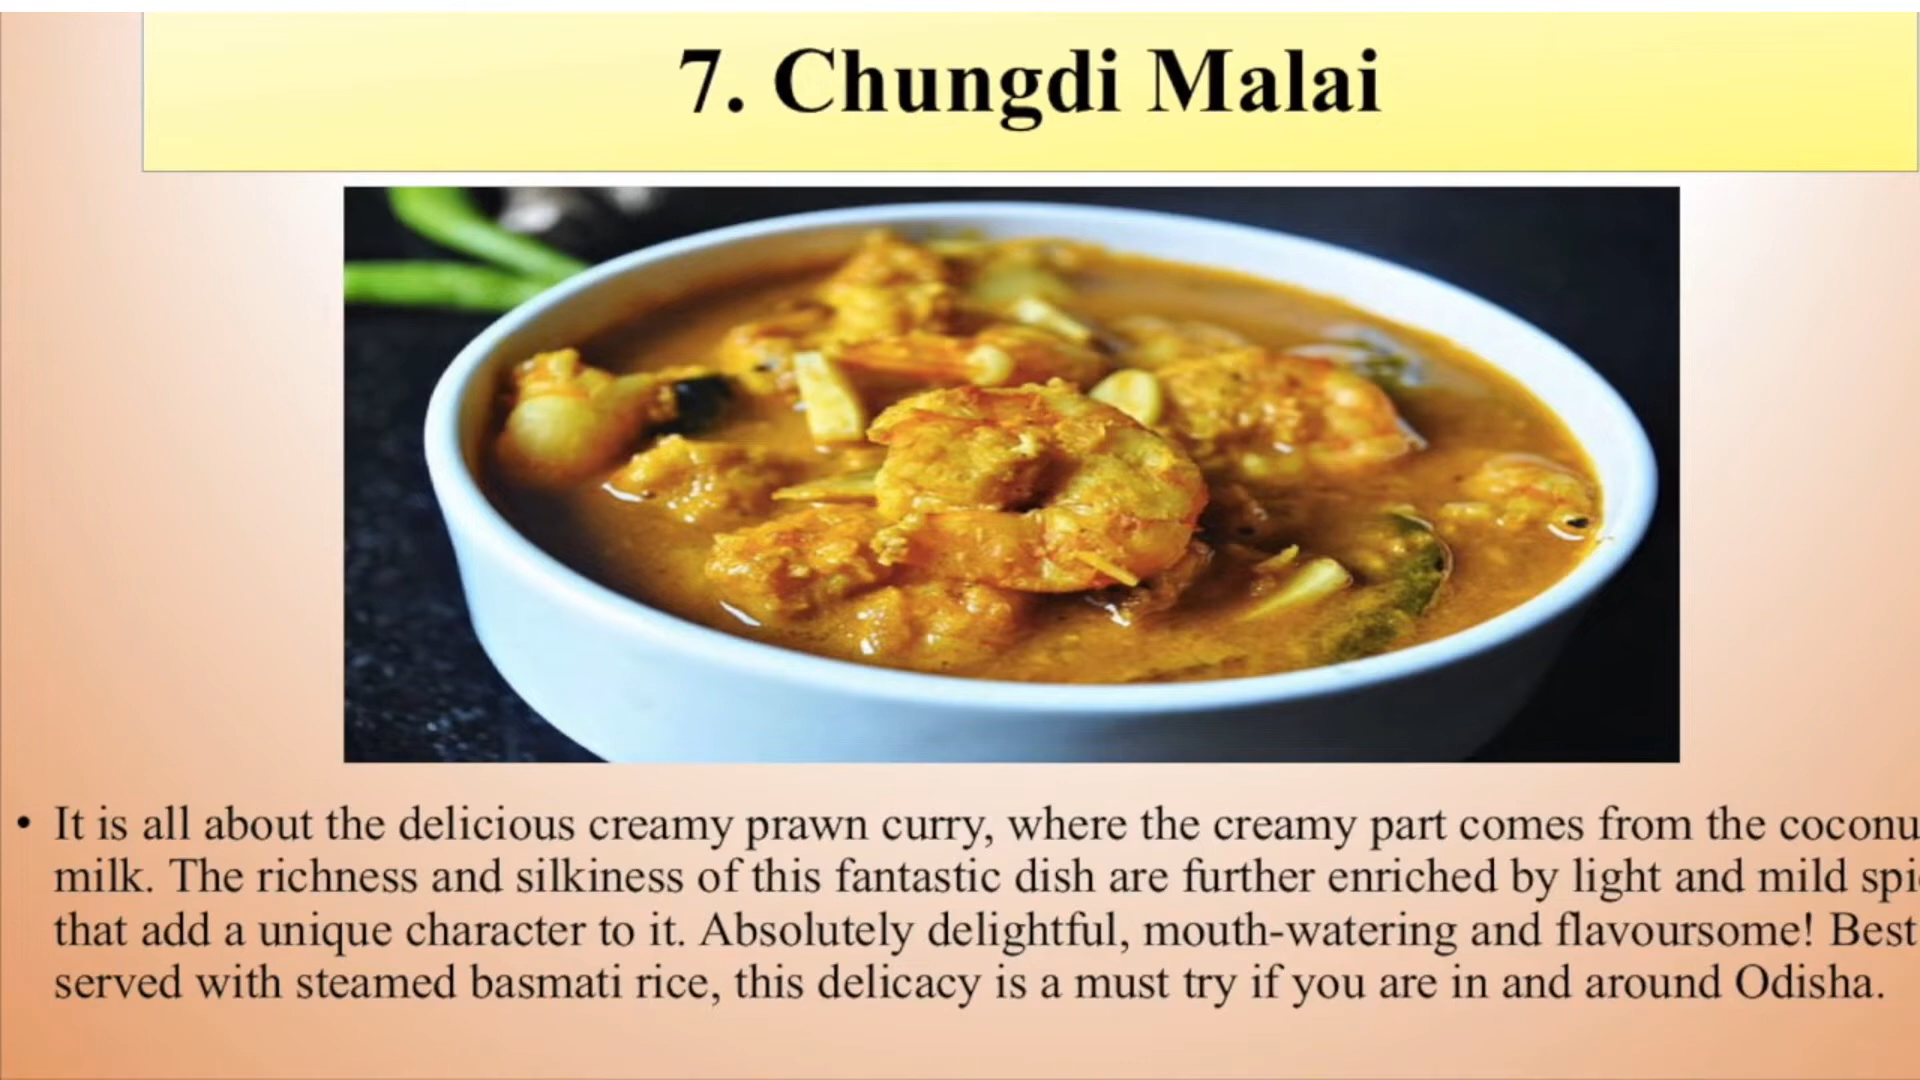 7. Chungdi Malai
• It is all about the delicious creamy prawn curry, where the creamy part comes from the coconu
milk. The richness and silkiness of this fantastic dish are further enriched by light and mild spi
that add a unique character to it. Absolutely delightful, mouth-watering and flavoursome! Best
served with steamed basmati rice, this delicacy is a must try if you are in and around Odisha.